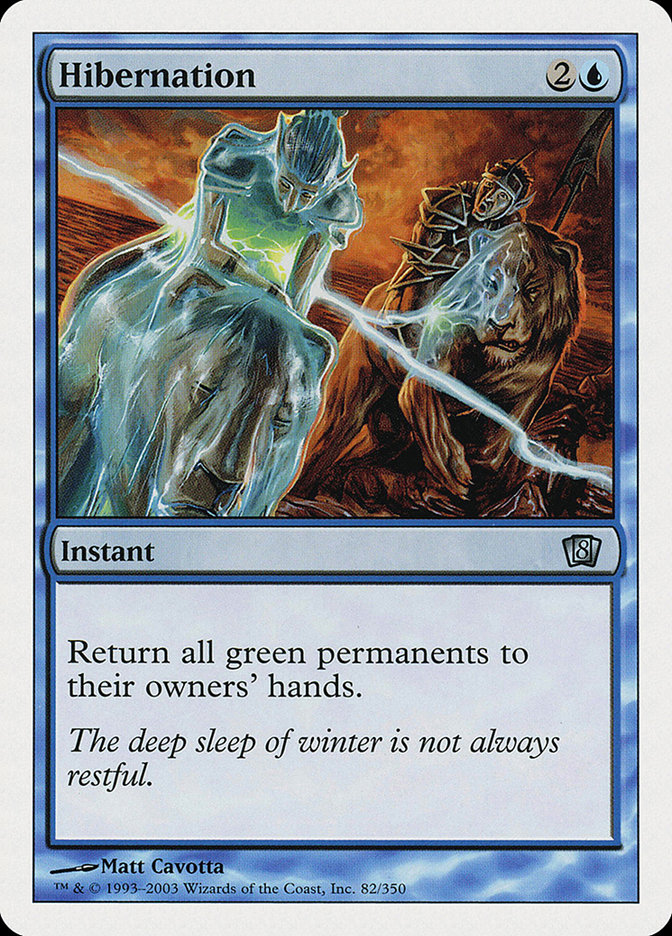 Hibernation 2
Instant 8
Return all green permanents to
their owners' hands.
The deep sleep of winter is not always
restful.
Matt Cavotta
™ & © 1993–2003 Wizards of the Coast, Inc. 82/350